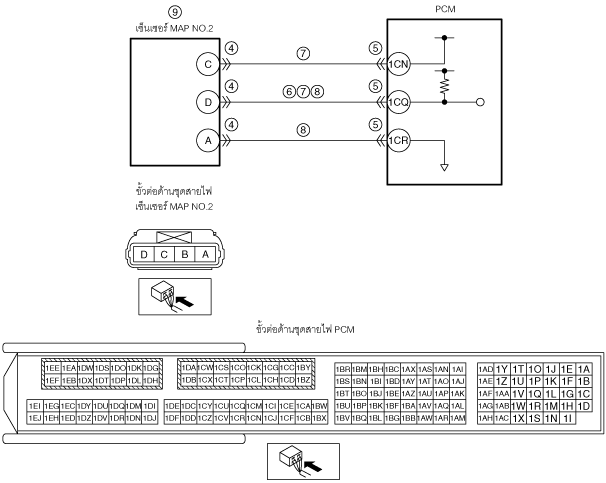 ⑨
PCM
เซ็นเซอร์ MAP NO.2
C ④ ⑦ ⑤ 1CN
D ④ ⑥⑦⑧ ⑤ 1CQ
A ④ ⑧ ⑤ 1CR
ขั้วต่อด้านชุดสายไฟ
เซ็นเซอร์ MAP NO.2
D C B A
ขั้วต่อด้านชุดสายไฟ PCM
1EE 1EA 1DW 1DS 1DO 1DK 1DG 1DA 1CW 1CS 1CO 1CK 1CG 1CC 1BY 1BR 1BM 1BH 1BC 1AX 1AS 1AN 1AI 1AD 1Y 1T 1O 1J 1E 1A
1EF 1EB 1DX 1DT 1DP 1DL 1DH 1DB 1CX 1CT 1CP 1CL 1CH 1CD 1BZ 1BS 1BN 1BI 1BD 1AY 1AT 1AO 1AJ 1AE 1Z 1U 1P 1K 1F 1B
1BT 1BO 1BJ 1BE 1AZ 1AU 1AP 1AK 1AF 1AA 1V 1Q 1L 1G 1C
1EI 1EG 1EC 1DY 1DU 1DQ 1DM 1DI 1DE 1DC 1CY 1CU 1CQ 1CM 1CI 1CE 1CA 1BW 1BU 1BP 1BK 1BF 1BA 1AV 1AQ 1AL 1AG 1AB 1W 1R 1M 1H 1D
1EJ 1EH 1ED 1DZ 1DV 1DR 1DN 1DJ 1DF 1DD 1CZ 1CV 1CR 1CN 1CJ 1CF 1CB 1BX 1BV 1BQ 1BL 1BG 1BB 1AW 1AR 1AM 1AH 1AC 1X 1S 1N 1I